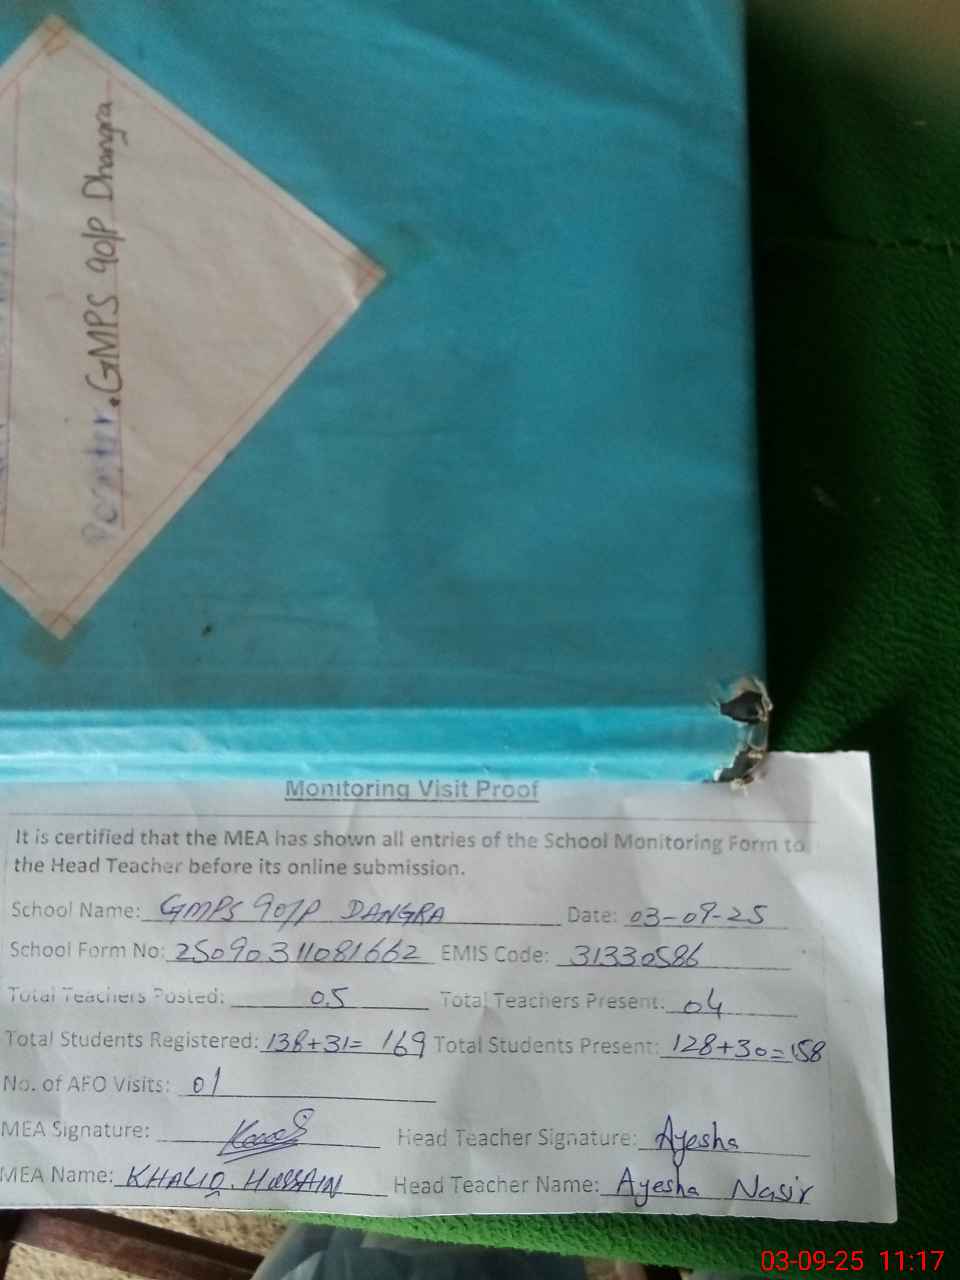 Register. GMPS 90/P Dhangra
Monitoring Visit Proof
It is certified that the MEA has shown all entries of the School Monitoring Form to
the Head Teacher before its online submission.
School Name: GMPS 90/P DANGRA Date: 03-09-25
School Form No: 25090311081662 EMIS Code: 31330586
Total Teachers Posted: 05 Total Teachers Present: 04
Total Students Registered: 138+31= 169 Total Students Present: 128+30=158
No. of AFO Visits: 01
MEA Signature: Head Teacher Signature: Ayesha
MEA Name: KHALIQ. HUSSAIN Head Teacher Name: Ayesha Nasir
03-09-25 11:17